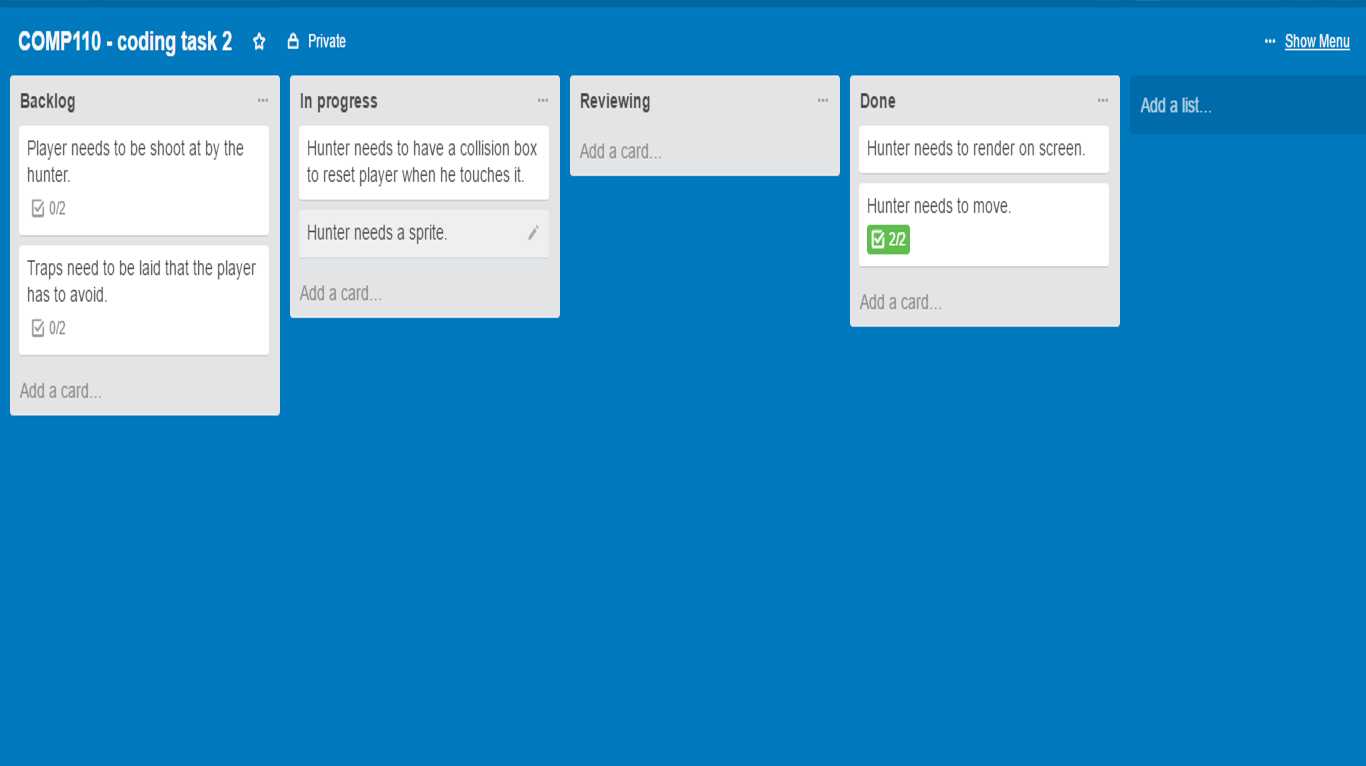 COMP110 - coding task 2
Private
Show Menu
Backlog
Player needs to be shoot at by the
hunter.
0/2
Traps need to be laid that the player
has to avoid.
0/2
Add a card...
In progress
Hunter needs to have a collision box
to reset player when he touches it.
Hunter needs a sprite.
Add a card...
Reviewing
Add a card...
Done
Hunter needs to render on screen.
Hunter needs to move.
2/2
Add a card...
Add a list...